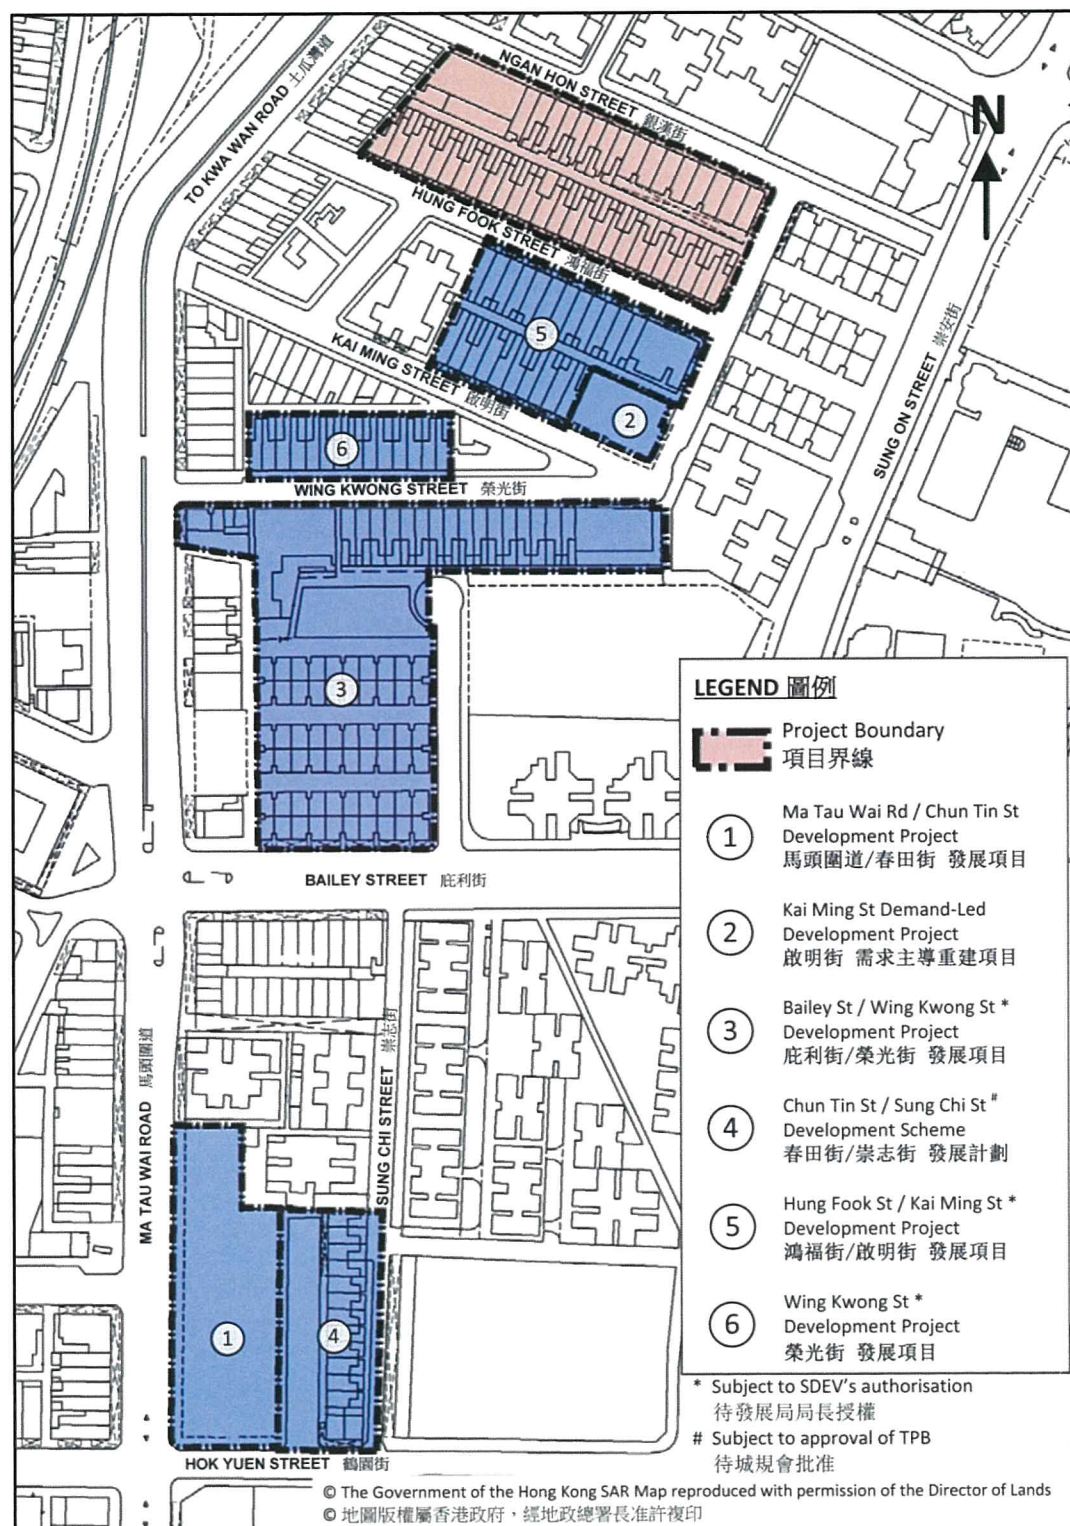 NGAN HON STREET 銀漢街
TO KWA WAN ROAD 土瓜灣道
N
HUNG FOOK STREET 鴻福街
5
KAI MING STREET 啟明街
2
SUNG ON STREET 崇安街
6
WING KWONG STREET 榮光街
3
BAILEY STREET 庇利街
MA TAU WAI ROAD 馬頭圍道
SUNG CHI STREET 崇志街
1
4
HOK YUEN STREET 鶴園街
LEGEND 圖例
Project Boundary
項目界線
1
Ma Tau Wai Rd / Chun Tin St
Development Project
馬頭圍道/春田街 發展項目
2
Kai Ming St Demand-Led
Development Project
啟明街 需求主導重建項目
3
Bailey St / Wing Kwong St *
Development Project
庇利街/榮光街 發展項目
4
Chun Tin St / Sung Chi St #
Development Scheme
春田街/崇志街 發展計劃
5
Hung Fook St / Kai Ming St *
Development Project
鴻福街/啟明街 發展項目
6
Wing Kwong St *
Development Project
榮光街 發展項目
* Subject to SDEV's authorisation
待發展局局長授權
# Subject to approval of TPB
待城規會批准
© The Government of the Hong Kong SAR Map reproduced with permission of the Director of Lands
© 地圖版權屬香港政府，經地政總署長准許複印